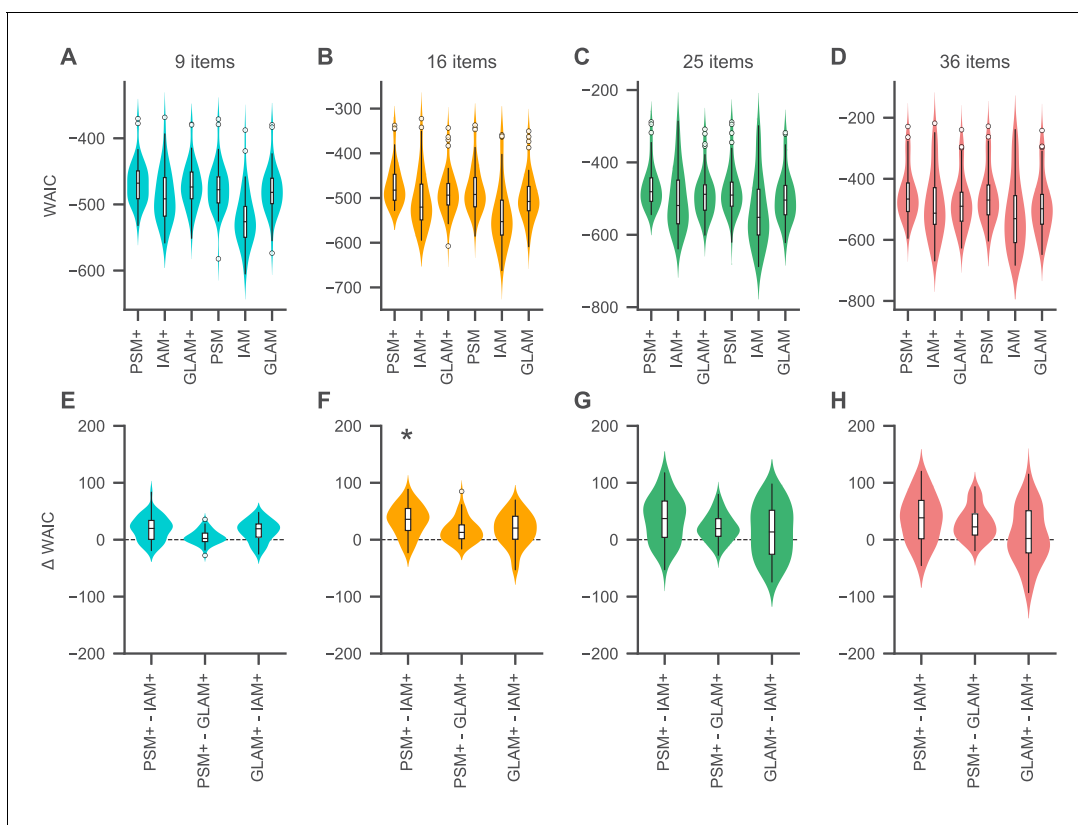 A 9 items
B 16 items
C 25 items
D 36 items
WAIC
−400
−500
−600
−300
−400
−500
−600
−700
−200
−400
−600
−800
−200
−400
−600
−800
PSM+ IAM+ GLAM+ PSM IAM GLAM
PSM+ IAM+ GLAM+ PSM IAM GLAM
PSM+ IAM+ GLAM+ PSM IAM GLAM
PSM+ IAM+ GLAM+ PSM IAM GLAM
E
F
G
H
Δ WAIC
200
100
0
−100
−200
200
100
0
−100
−200
*
200
100
0
−100
−200
200
100
0
−100
−200
PSM+ - IAM+
PSM+ - GLAM+
GLAM+ - IAM+
PSM+ - IAM+
PSM+ - GLAM+
GLAM+ - IAM+
PSM+ - IAM+
PSM+ - GLAM+
GLAM+ - IAM+
PSM+ - IAM+
PSM+ - GLAM+
GLAM+ - IAM+